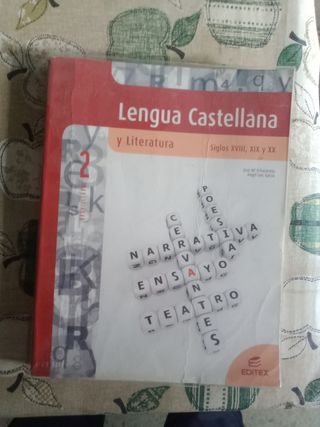 Lengua Castellana
y Literatura
Siglos XVIII, XIX y XX
2
POESÍA
CERVANTES
NARRATIVA
ENSAYO
TEATRO
EDITEX